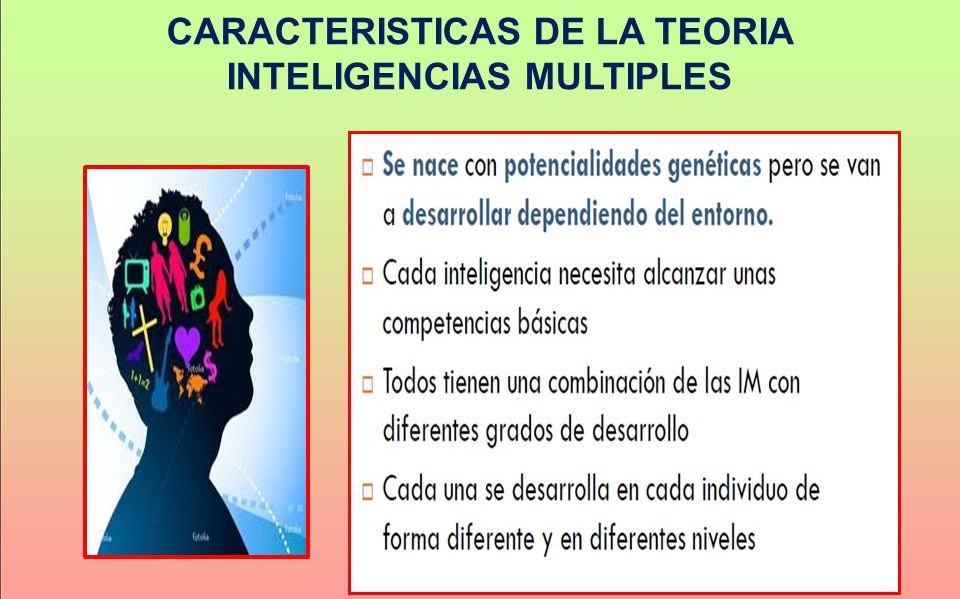 CARACTERISTICAS DE LA TEORIA
INTELIGENCIAS MULTIPLES
Se nace con potencialidades genéticas pero se van
a desarrollar dependiendo del entorno.
Cada inteligencia necesita alcanzar unas
competencias básicas
Todos tienen una combinación de las IM con
diferentes grados de desarrollo
Cada una se desarrolla en cada individuo de
forma diferente y en diferentes niveles
fotolia
£
$
1+1=2
fotolia
fotolia
fotolia